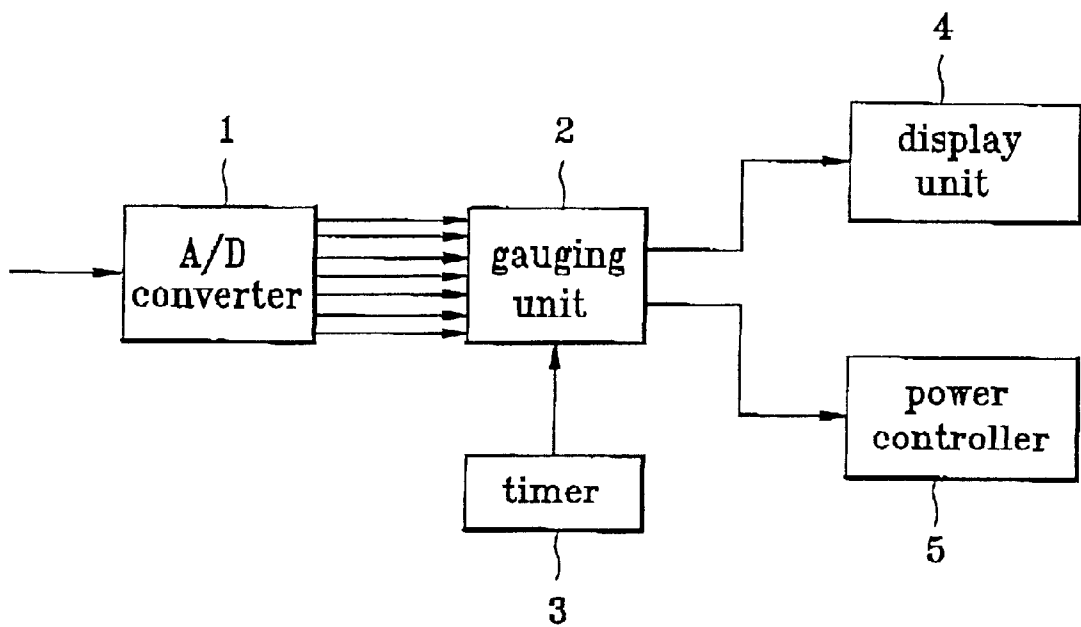 1
A/D
converter
2
gauging
unit
timer
3
4
display
unit
power
controller
5